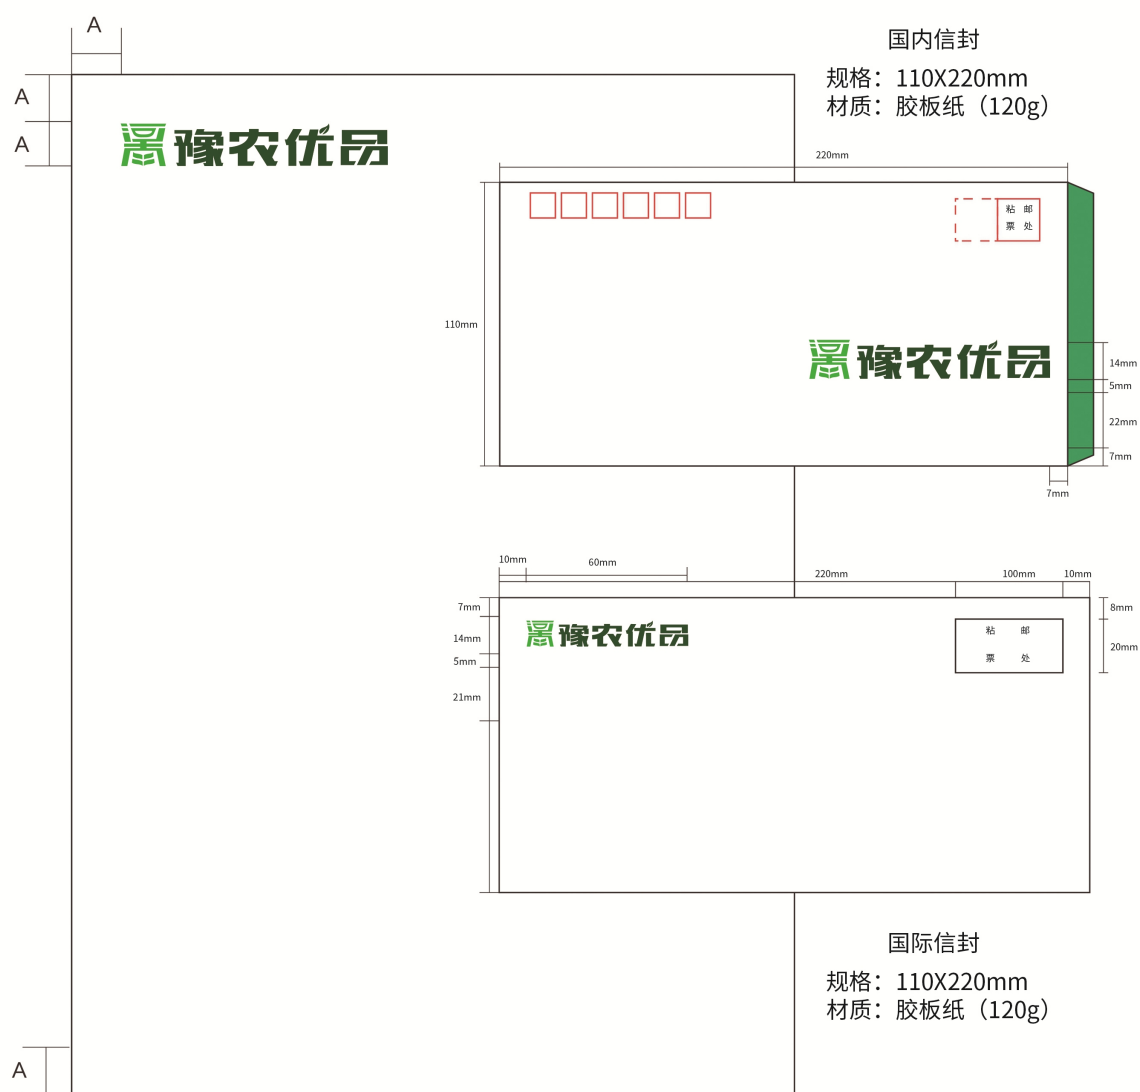 A
A
A
豫农优品
国内信封
规格：110X220mm
材质：胶板纸（120g）
220mm
粘 邮
票 处
110mm
豫农优品
14mm
5mm
22mm
7mm
7mm
10mm
60mm
220mm
100mm
10mm
7mm
14mm
5mm
21mm
豫农优品
粘 邮
票 处
8mm
20mm
国际信封
规格：110X220mm
材质：胶板纸（120g）
A